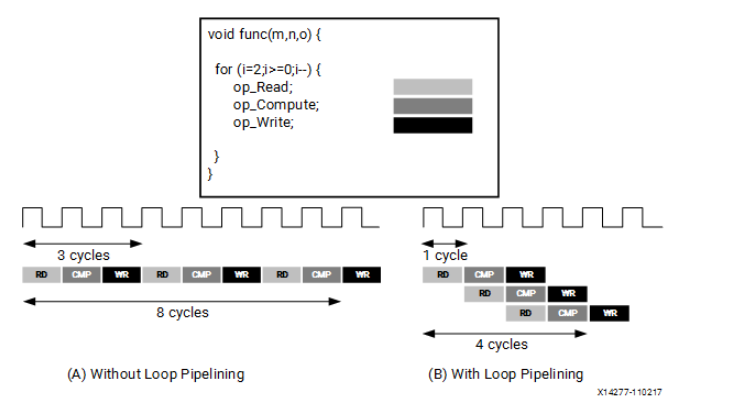 void func(m,n,o) {
for (i=2;i>=0;i--) {
op_Read;
op_Compute;
op_Write;
}
}
3 cycles
RD CMP WR RD CMP WR RD CMP WR
8 cycles
(A) Without Loop Pipelining
1 cycle
RD CMP WR
RD CMP WR
RD CMP WR
4 cycles
(B) With Loop Pipelining
X14277-110217